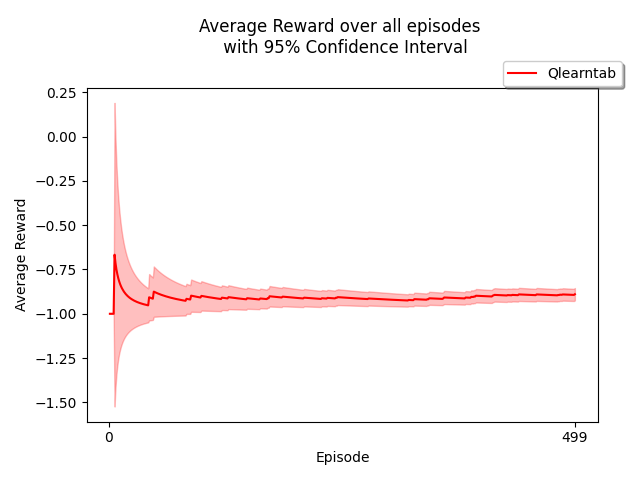 Average Reward over all episodes
with 95% Confidence Interval
Qlearntab
0.25
0.00
−0.25
−0.50
−0.75
−1.00
−1.25
−1.50
Average Reward
0
499
Episode